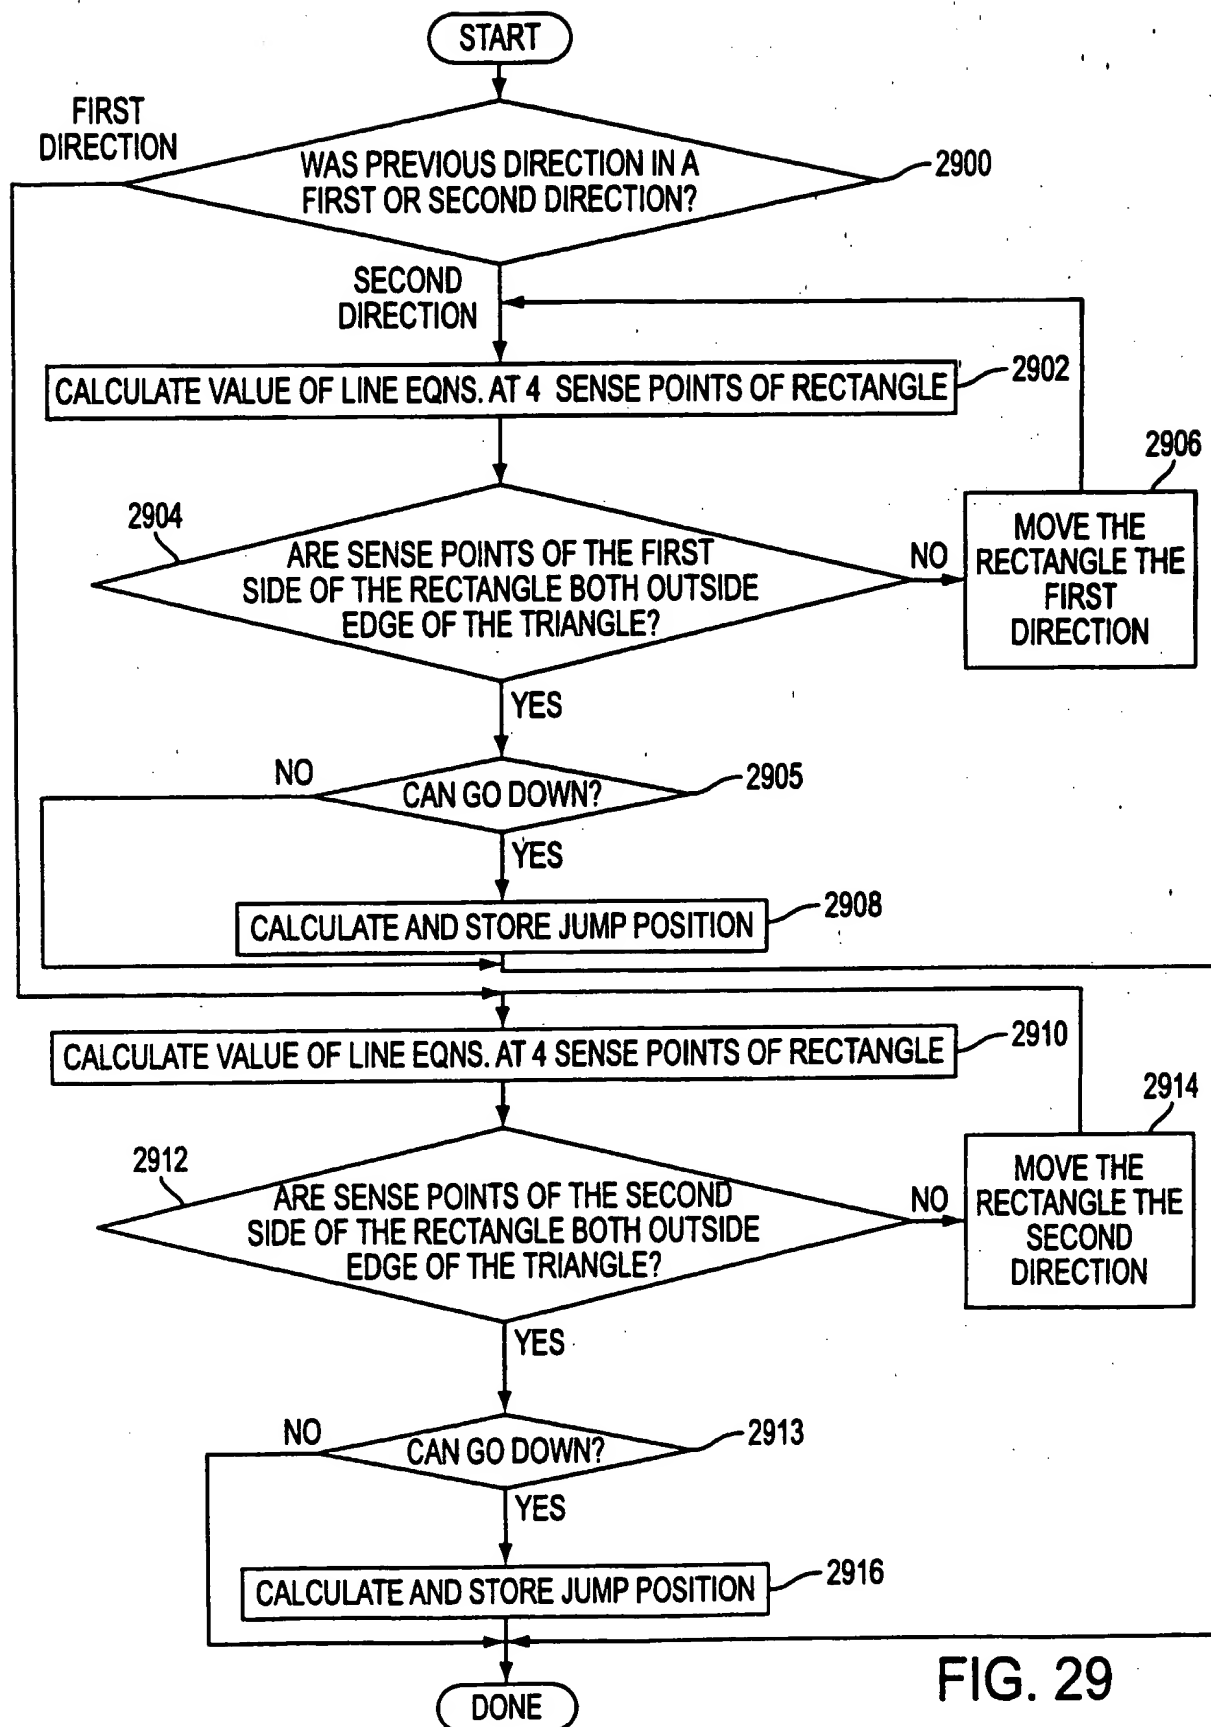 START
FIRST
DIRECTION
WAS PREVIOUS DIRECTION IN A
FIRST OR SECOND DIRECTION?
2900
SECOND
DIRECTION
CALCULATE VALUE OF LINE EQNS. AT 4 SENSE POINTS OF RECTANGLE
2902
2906
2904
ARE SENSE POINTS OF THE FIRST
SIDE OF THE RECTANGLE BOTH OUTSIDE
EDGE OF THE TRIANGLE?
NO
MOVE THE
RECTANGLE THE
FIRST
DIRECTION
YES
NO
CAN GO DOWN?
2905
YES
CALCULATE AND STORE JUMP POSITION
2908
CALCULATE VALUE OF LINE EQNS. AT 4 SENSE POINTS OF RECTANGLE
2910
2914
2912
ARE SENSE POINTS OF THE SECOND
SIDE OF THE RECTANGLE BOTH OUTSIDE
EDGE OF THE TRIANGLE?
NO
MOVE THE
RECTANGLE THE
SECOND
DIRECTION
YES
NO
CAN GO DOWN?
2913
YES
CALCULATE AND STORE JUMP POSITION
2916
DONE
FIG. 29